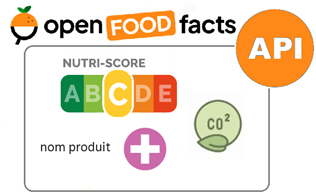 open FOOD facts
API
NUTRI-SCORE
A B C D E
CO²
nom produit